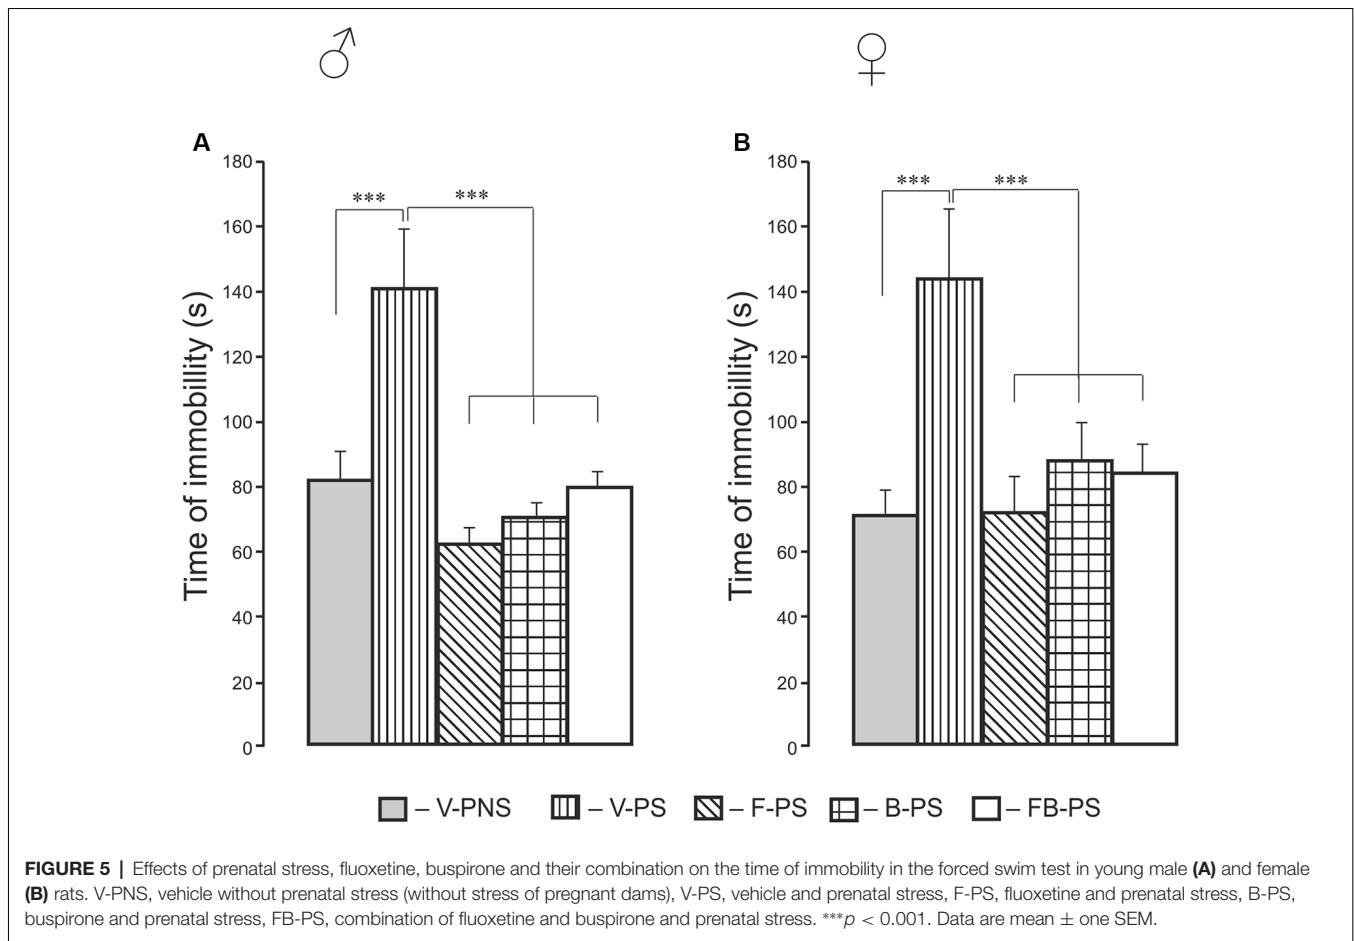 ♂ ♀
A
180
160
140
120
100
80
60
40
20
0
Time of immobillity (s)
*** ***
B
180
160
140
120
100
80
60
40
20
0
Time of immobillity (s)
*** ***
– V-PNS – V-PS – F-PS – B-PS – FB-PS
FIGURE 5 | Effects of prenatal stress, fluoxetine, buspirone and their combination on the time of immobility in the forced swim test in young male (A) and female
(B) rats. V-PNS, vehicle without prenatal stress (without stress of pregnant dams), V-PS, vehicle and prenatal stress, F-PS, fluoxetine and prenatal stress, B-PS,
buspirone and prenatal stress, FB-PS, combination of fluoxetine and buspirone and prenatal stress. ***p < 0.001. Data are mean ± one SEM.